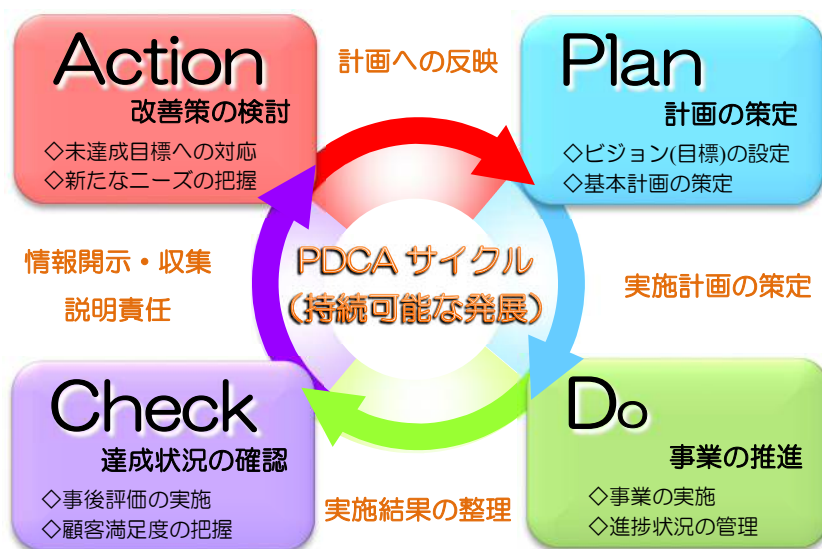 Action
改善策の検討
◇未達成目標への対応
◇新たなニーズの把握
計画への反映
Plan
計画の策定
◇ビジョン(目標)の設定
◇基本計画の策定
情報開示・収集
説明責任
PDCA サイクル
(持続可能な発展)
実施計画の策定
Check
達成状況の確認
◇事後評価の実施
◇顧客満足度の把握
実施結果の整理
Do
事業の推進
◇事業の実施
◇進捗状況の管理